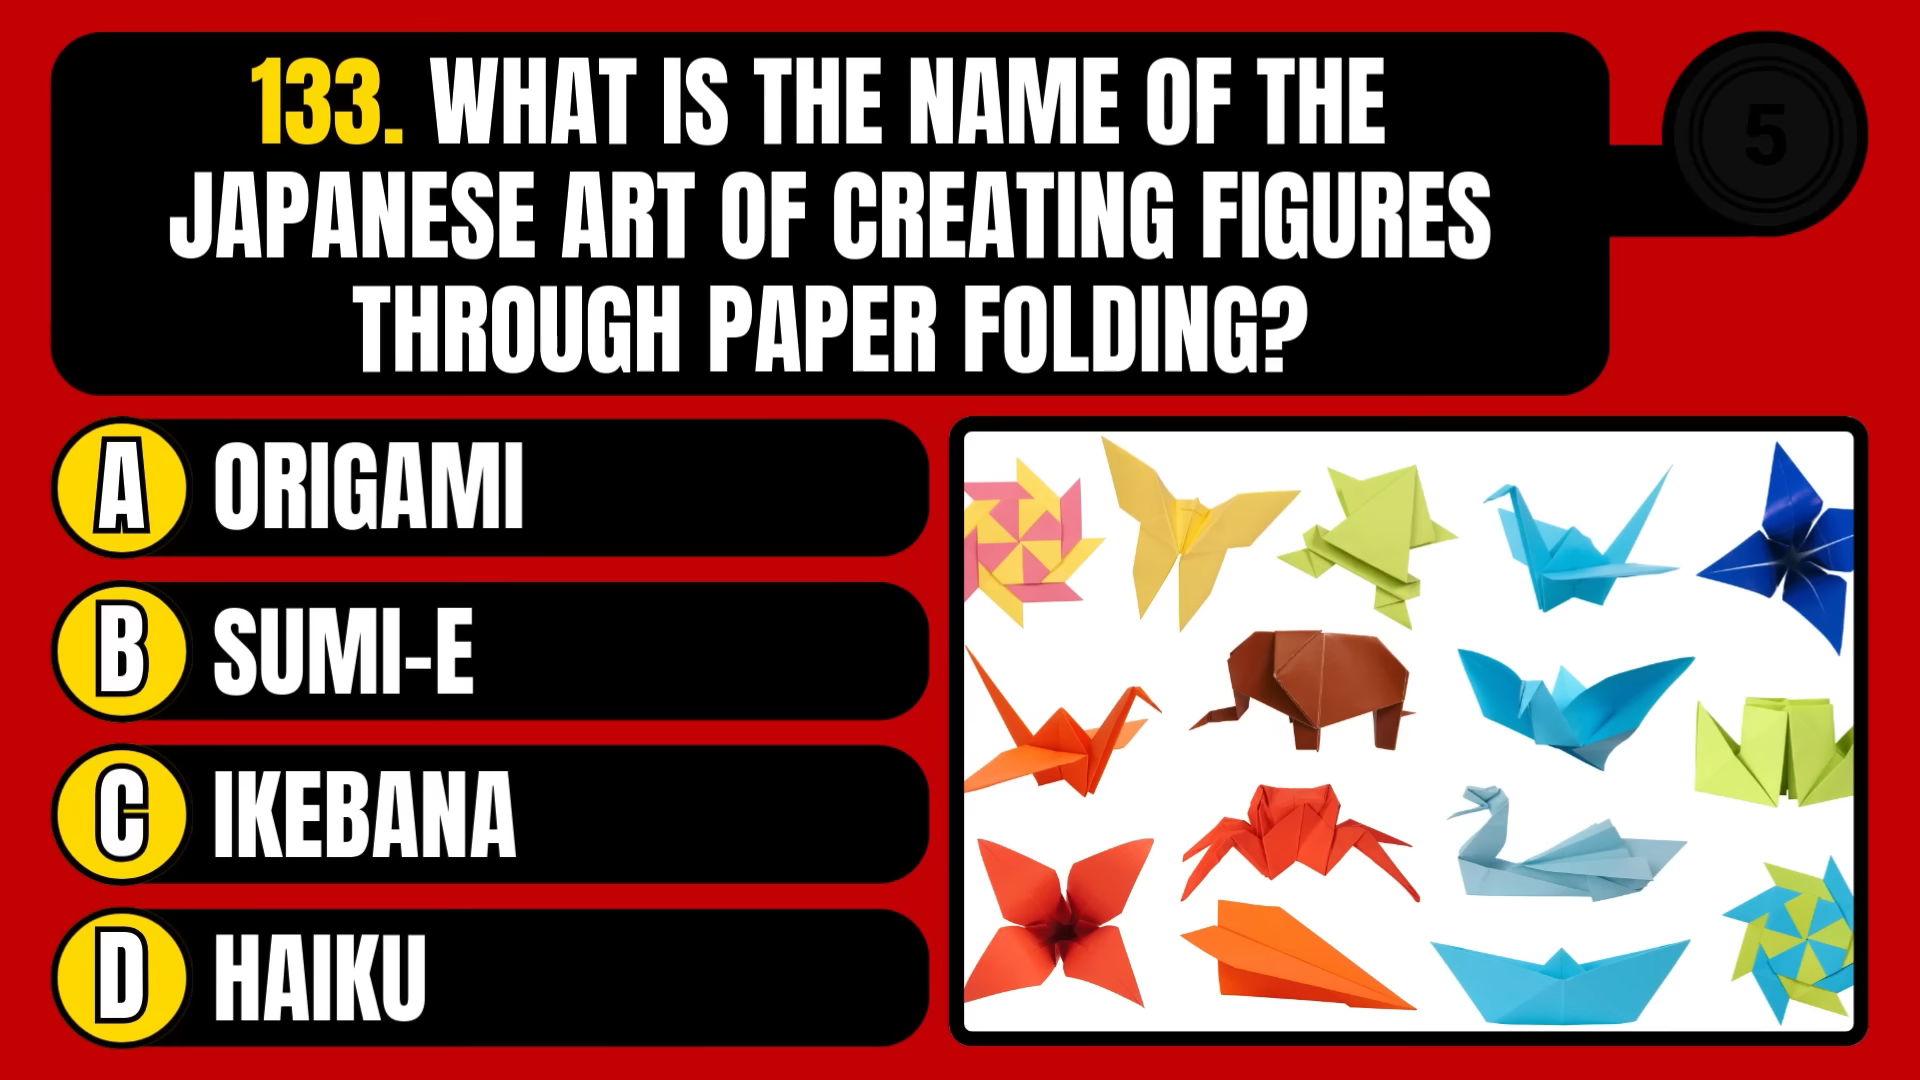 133. WHAT IS THE NAME OF THE
JAPANESE ART OF CREATING FIGURES
THROUGH PAPER FOLDING?
5
A ORIGAMI
B SUMI-E
C IKEBANA
D HAIKU